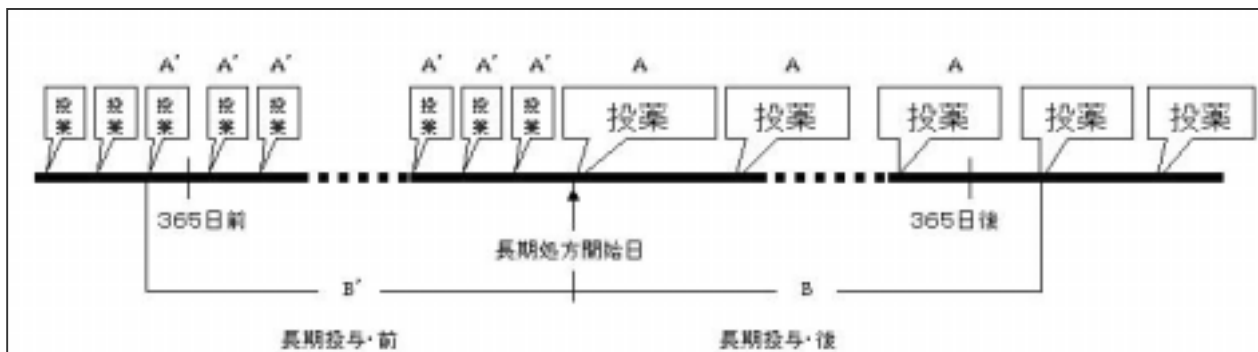 A' A' A' A' A' A' A A A
投薬 投薬 投薬 投薬 投薬 投薬 投薬 投薬 投薬 投薬 投薬 投薬 投薬
365日前 365日後
長期処方開始日
B' B
長期投与・前 長期投与・後